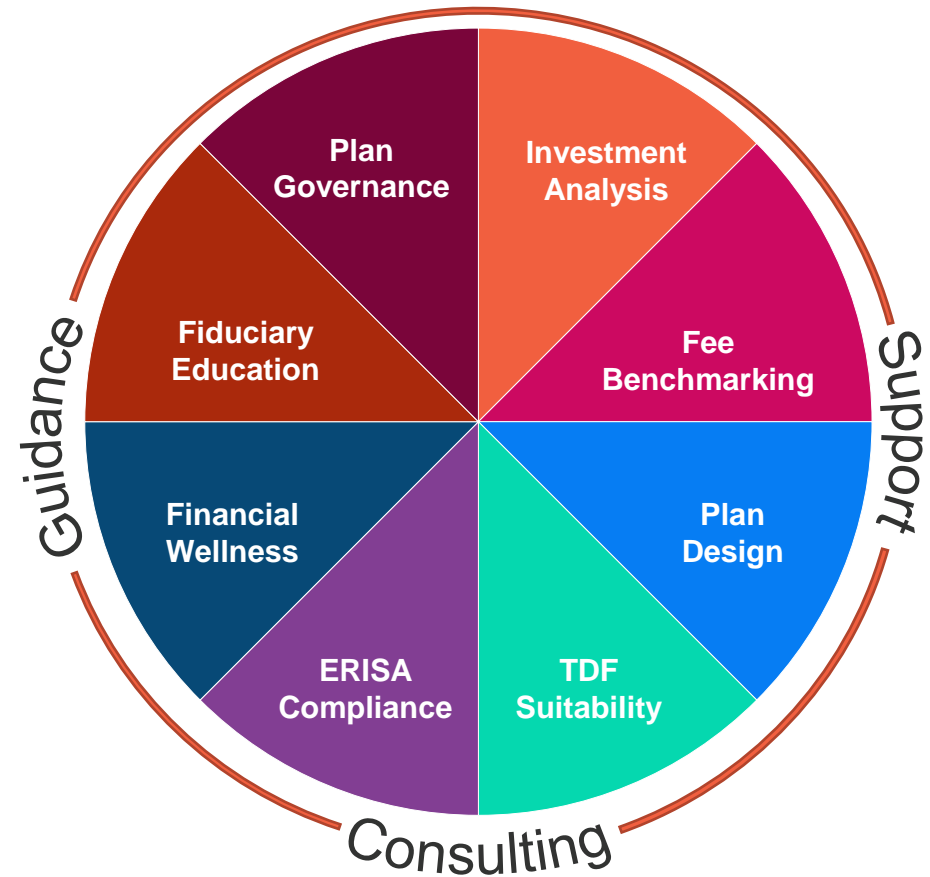 Plan
Governance
Investment
Analysis
Fiduciary
Education
Fee
Benchmarking
Guidance
Support
Financial
Wellness
Plan
Design
ERISA
Compliance
TDF
Suitability
Consulting